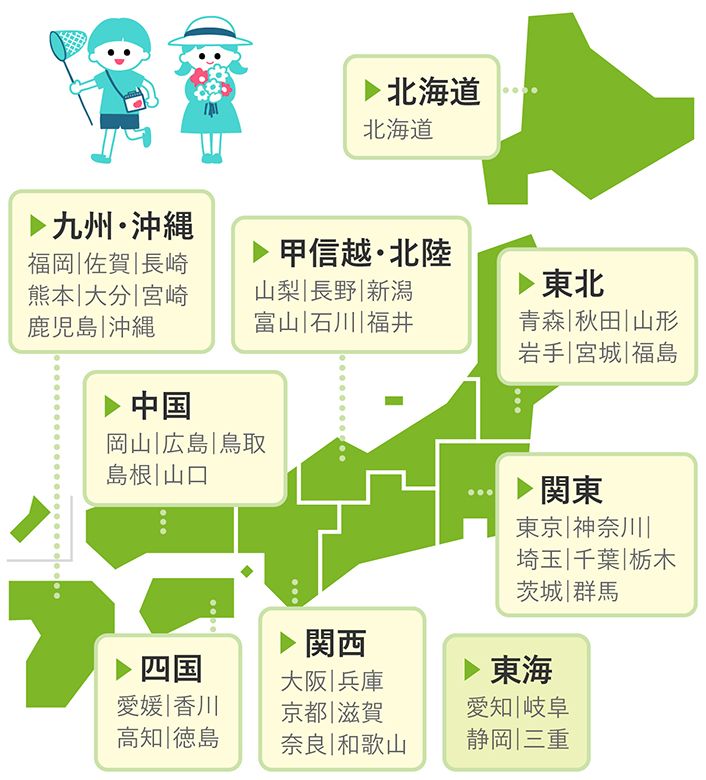 北海道
北海道
九州・沖縄
福岡|佐賀|長崎
熊本|大分|宮崎
鹿児島|沖縄
甲信越・北陸
山梨|長野|新潟
富山|石川|福井
東北
青森|秋田|山形
岩手|宮城|福島
中国
岡山|広島|鳥取
島根|山口
関東
東京|神奈川|
埼玉|千葉|栃木
茨城|群馬
四国
愛媛|香川
高知|徳島
関西
大阪|兵庫
京都|滋賀
奈良|和歌山
東海
愛知|岐阜
静岡|三重